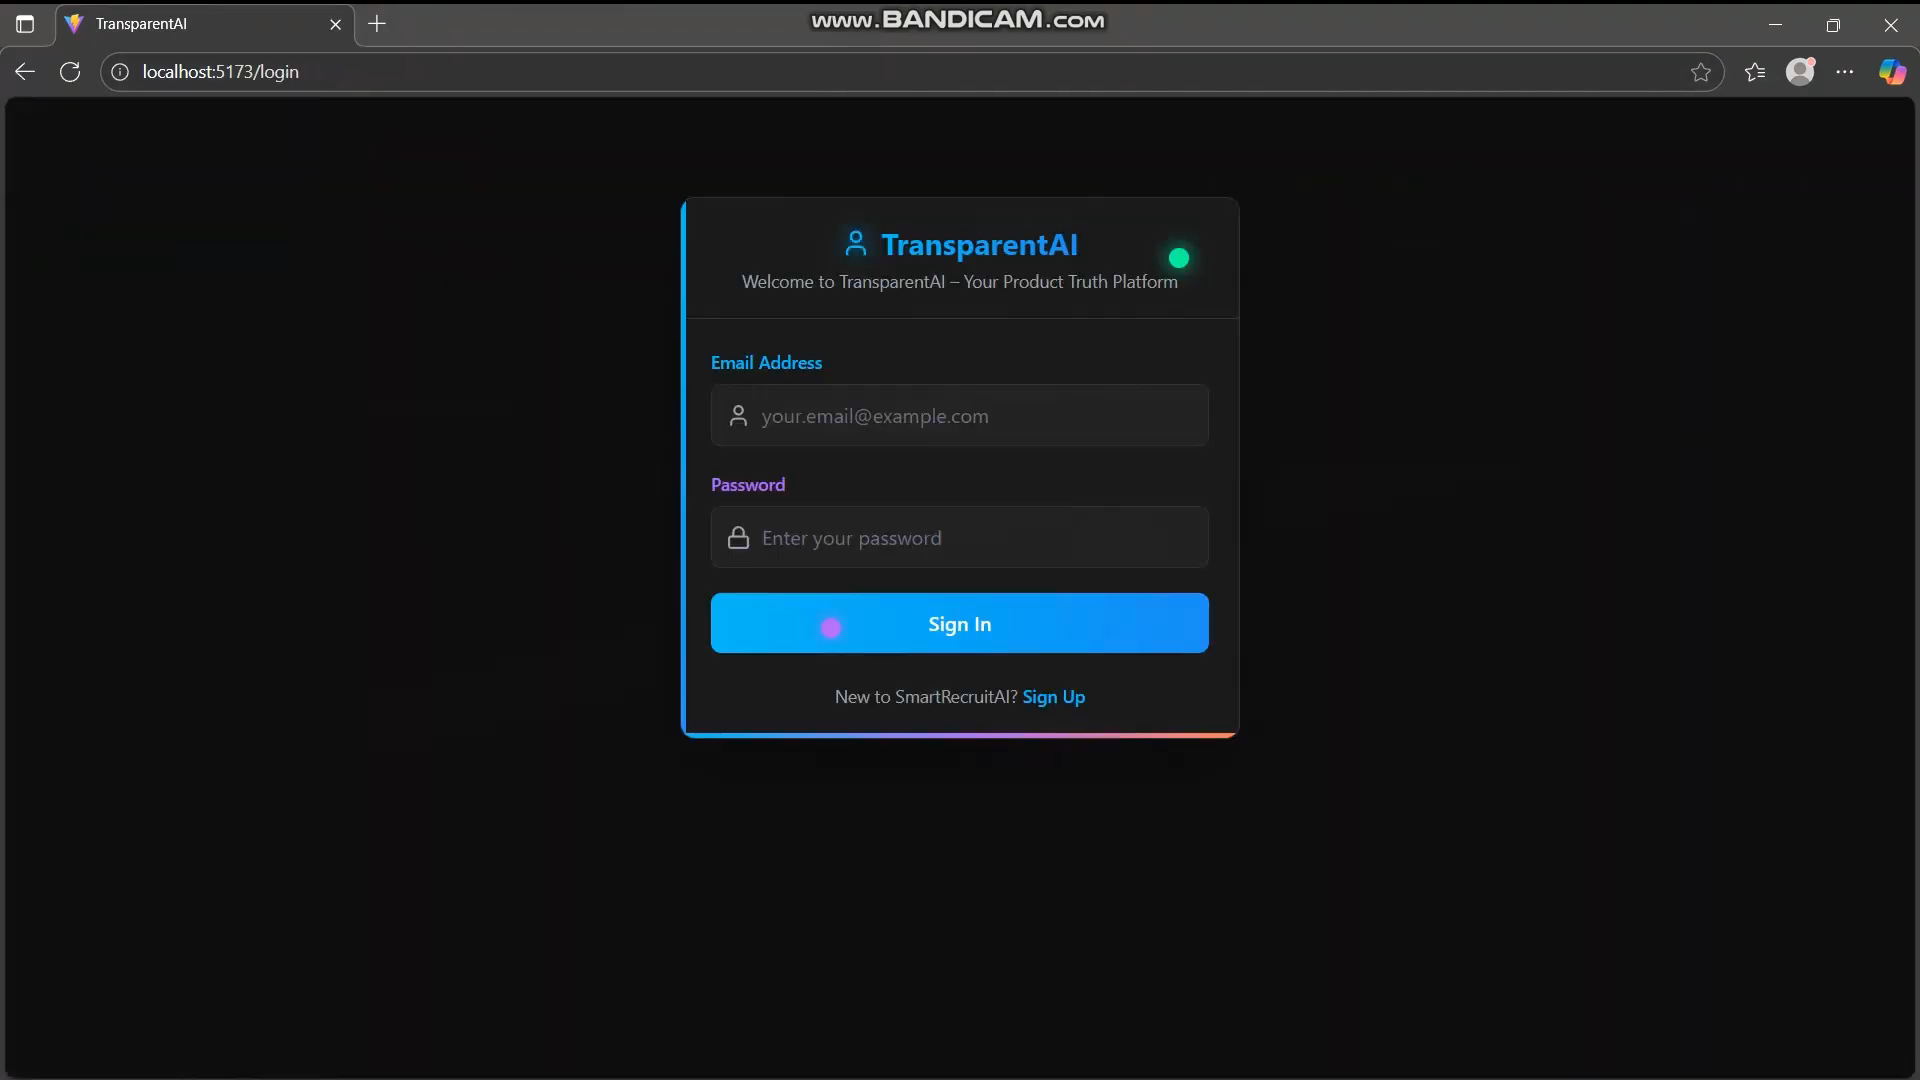 TransparentAI
www.BANDICAM.com
localhost:5173/login
TransparentAI
Welcome to TransparentAI – Your Product Truth Platform
Email Address
your.email@example.com
Password
Enter your password
Sign In
New to SmartRecruitAI? Sign Up